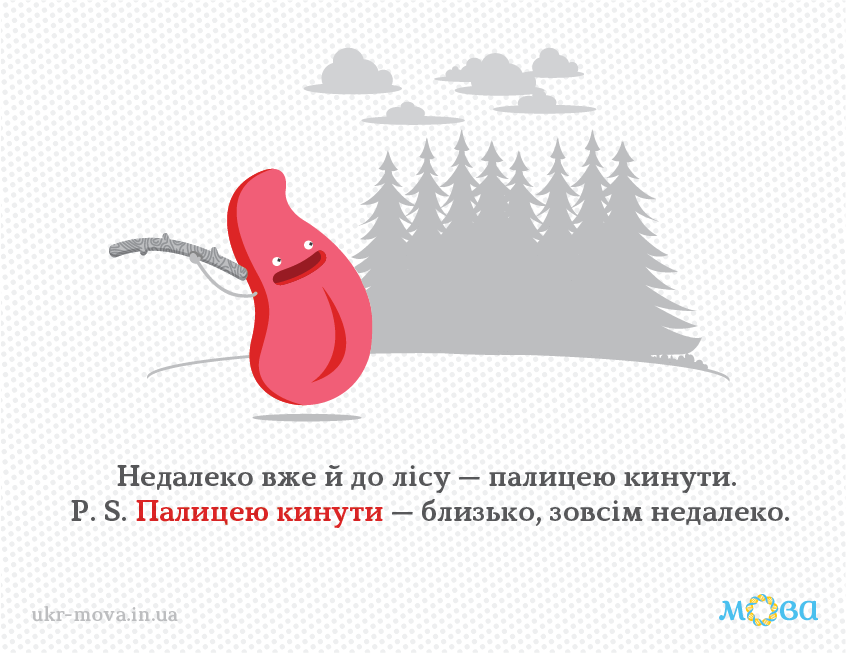 Недалеко вже й до лісу — палицею кинути.
P. S. Палицею кинути — близько, зовсім недалеко.
ukr-mova.in.ua
мова